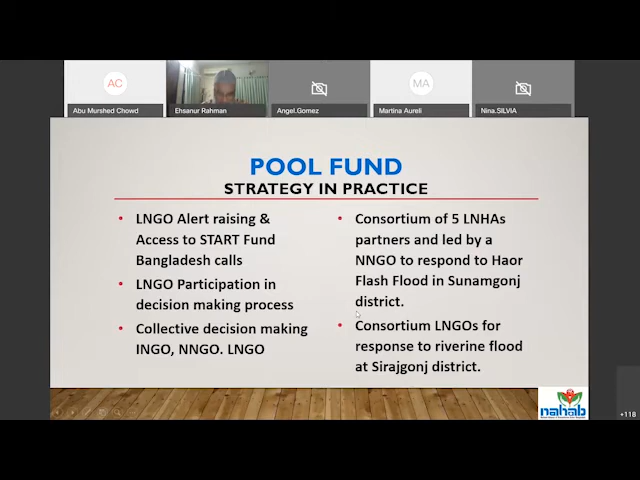 AC
MA
Abu Murshed Chowd
Ehsanur Rahman
Angel.Gomez
Martina Aureli
Nina.SILVIA
POOL FUND
STRATEGY IN PRACTICE
• LNGO Alert raising &
Access to START Fund
Bangladesh calls
• LNGO Participation in
decision making process
• Collective decision making
INGO, NNGO. LNGO
• Consortium of 5 LNHAs
partners and led by a
NNGO to respond to Haor
Flash Flood in Sunamgonj
district.
• Consortium LNGOs for
response to riverine flood
at Sirajgonj district.
nahab
+118